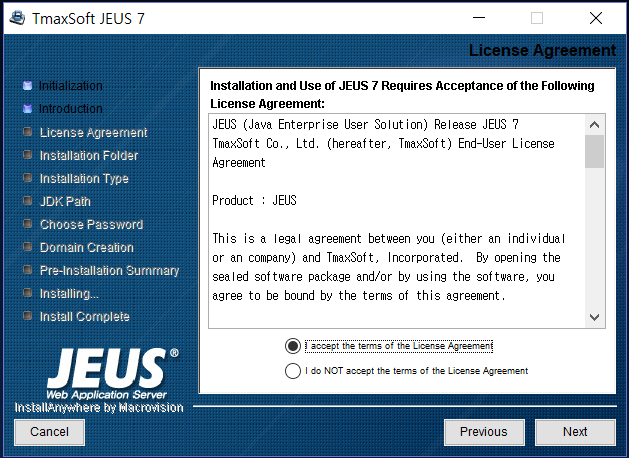 TmaxSoft JEUS 7
License Agreement
Initialization
Introduction
License Agreement
Installation Folder
Installation Type
JDK Path
Choose Password
Domain Creation
Pre-Installation Summary
Installing...
Install Complete
Installation and Use of JEUS 7 Requires Acceptance of the Following
License Agreement:
JEUS (Java Enterprise User Solution) Release JEUS 7
TmaxSoft Co., Ltd. (hereafter, TmaxSoft) End-User License
Agreement
Product : JEUS
This is a legal agreement between you (either an individual
or an company) and TmaxSoft, Incorporated.  By opening the
sealed software package and/or by using the software, you
agree to be bound by the terms of this agreement.
I accept the terms of the License Agreement
I do NOT accept the terms of the License Agreement
JEUS®
Web Application Server
InstallAnywhere by Macrovision
Cancel
Previous
Next